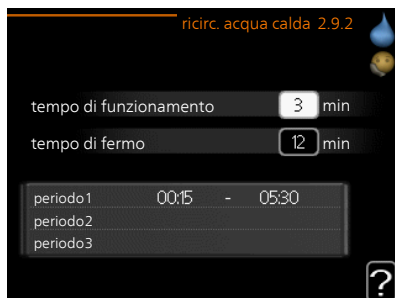 ricirc. acqua calda 2.9.2
tempo di funzionamento 3 min
tempo di fermo 12 min
periodo1 00:15 - 05:30
periodo2
periodo3
?